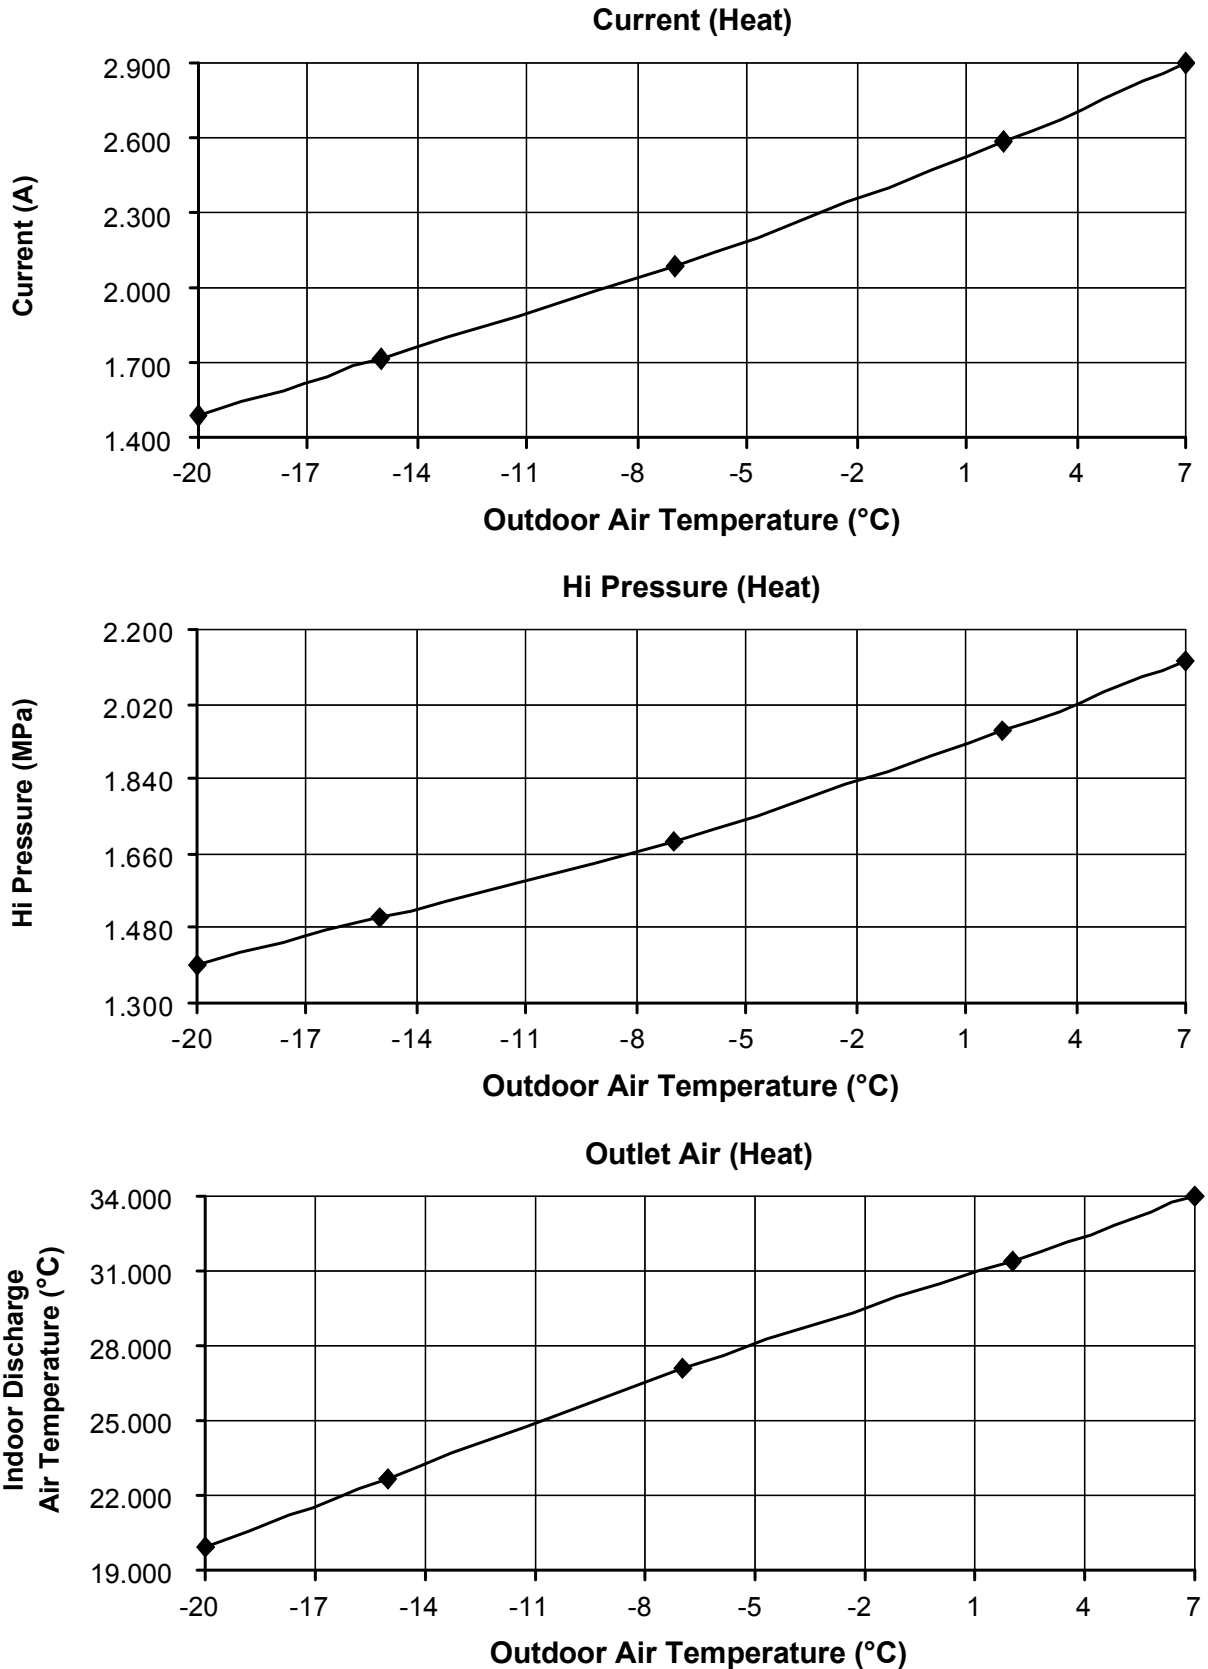 Current (Heat)
Current (A)
2.900
2.600
2.300
2.000
1.700
1.400
-20 -17 -14 -11 -8 -5 -2 1 4 7
Outdoor Air Temperature (°C)
Hi Pressure (Heat)
Hi Pressure (MPa)
2.200
2.020
1.840
1.660
1.480
1.300
-20 -17 -14 -11 -8 -5 -2 1 4 7
Outdoor Air Temperature (°C)
Outlet Air (Heat)
Indoor Discharge
Air Temperature (°C)
34.000
31.000
28.000
25.000
22.000
19.000
-20 -17 -14 -11 -8 -5 -2 1 4 7
Outdoor Air Temperature (°C)